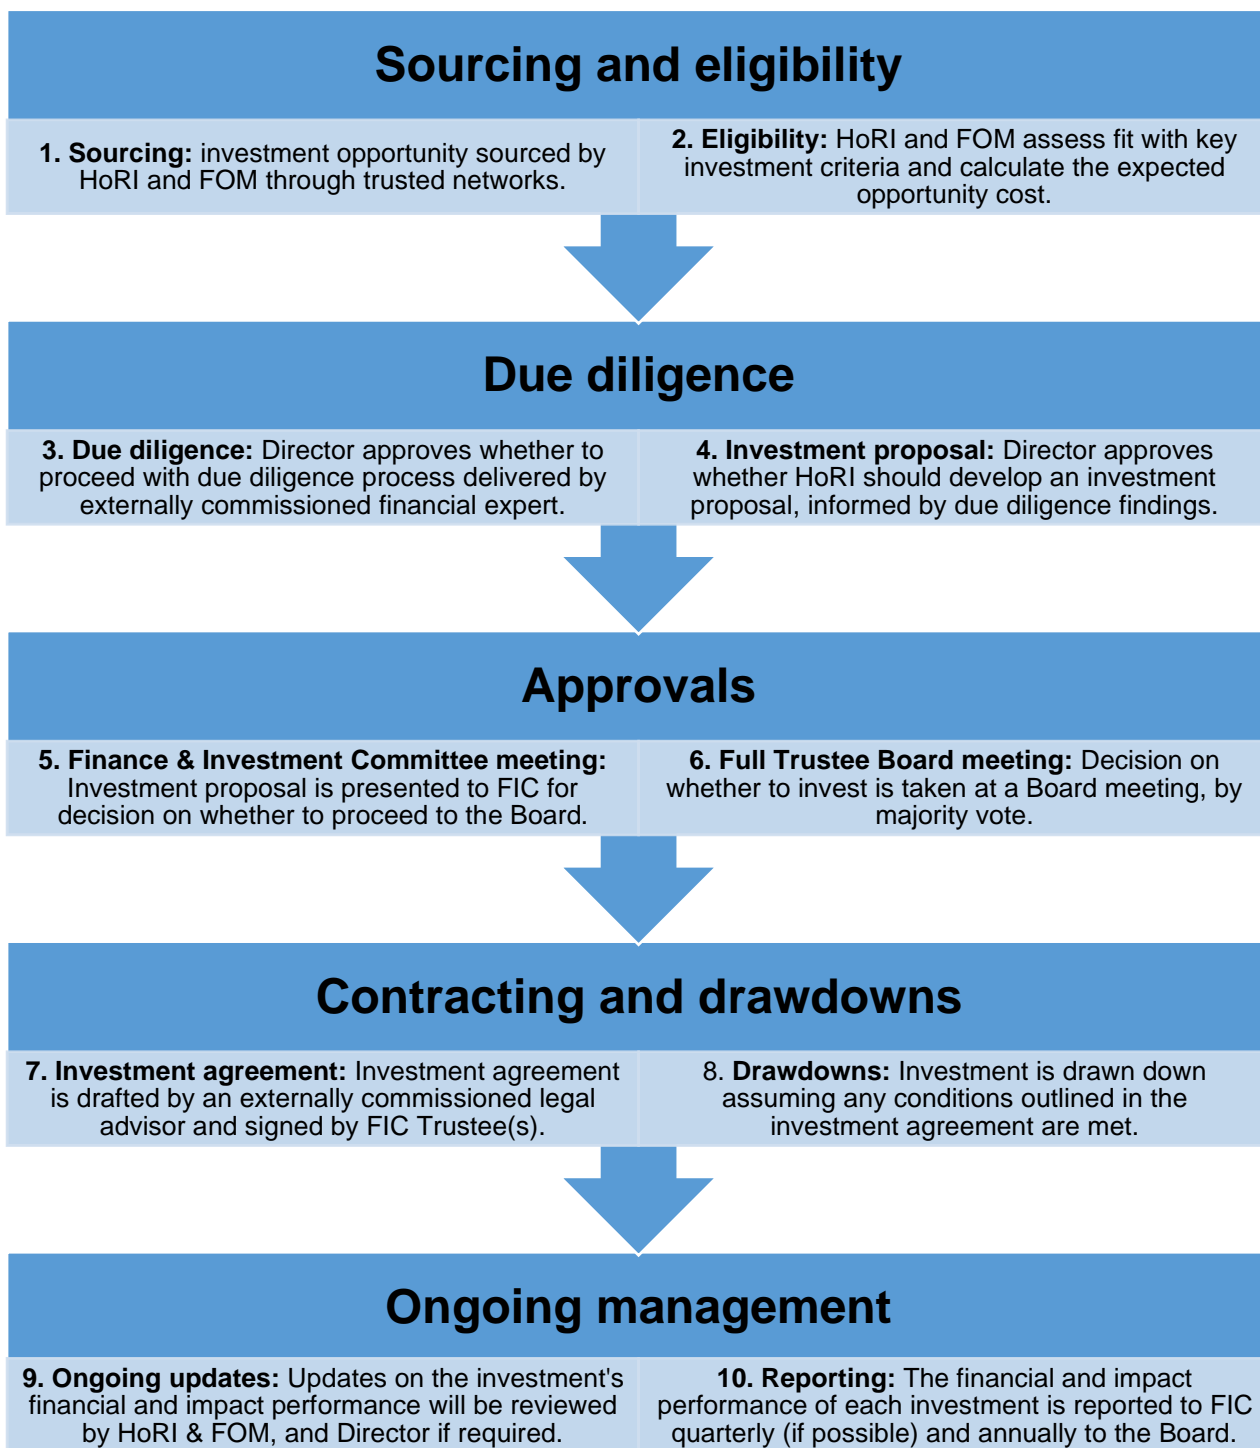 Sourcing and eligibility
1. Sourcing: investment opportunity sourced by
HoRI and FOM through trusted networks.
2. Eligibility: HoRI and FOM assess fit with key
investment criteria and calculate the expected
opportunity cost.
Due diligence
3. Due diligence: Director approves whether to
proceed with due diligence process delivered by
externally commissioned financial expert.
4. Investment proposal: Director approves
whether HoRI should develop an investment
proposal, informed by due diligence findings.
Approvals
5. Finance & Investment Committee meeting:
Investment proposal is presented to FIC for
decision on whether to proceed to the Board.
6. Full Trustee Board meeting: Decision on
whether to invest is taken at a Board meeting, by
majority vote.
Contracting and drawdowns
7. Investment agreement: Investment agreement
is drafted by an externally commissioned legal
advisor and signed by FIC Trustee(s).
8. Drawdowns: Investment is drawn down
assuming any conditions outlined in the
investment agreement are met.
Ongoing management
9. Ongoing updates: Updates on the investment's
financial and impact performance will be reviewed
by HoRI & FOM, and Director if required.
10. Reporting: The financial and impact
performance of each investment is reported to FIC
quarterly (if possible) and annually to the Board.